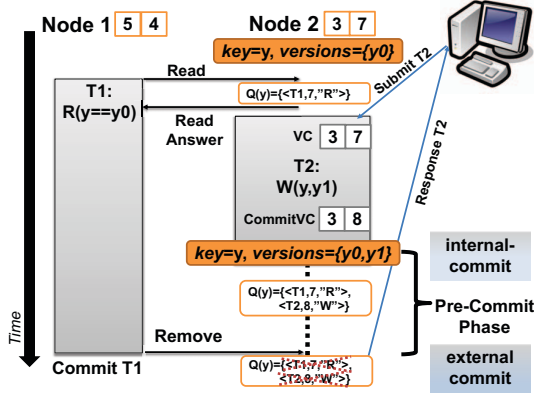 Node 1 5 4
Node 2 3 7
key=y, versions={y0}
Read
T1:
R(y==y0)
Q(y)={<T1,7,"R">}
Submit T2
Read
Answer
VC 3 7
T2:
W(y,y1)
Response T2
CommitVC 3 8
key=y, versions={y0,y1}
internal-
commit
Q(y)={<T1,7,"R">,
<T2,8,"W">}
Pre-Commit
Phase
Time
Remove
Commit T1
Q(y)={<T1,7,"R">,
<T2,8,"W">}
external
commit